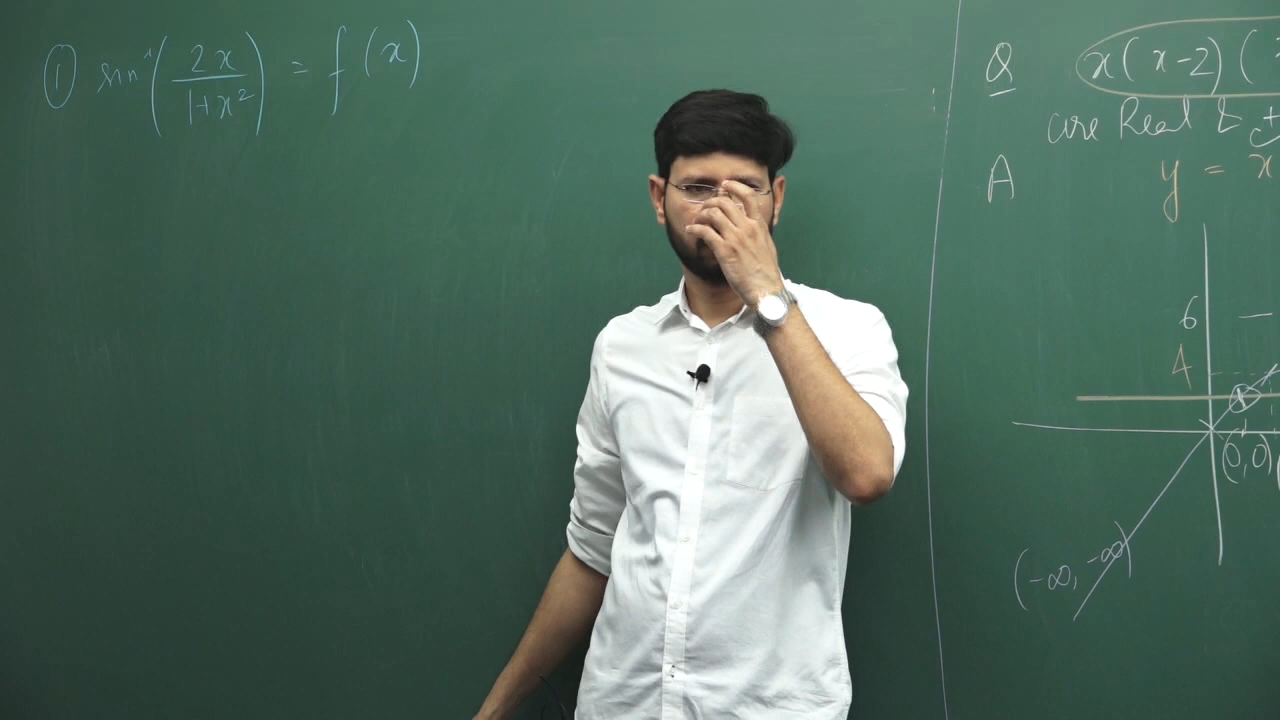 ① sin⁻¹(2x/1+x²) = f(x)
Q x(x-2)(
are Real &
A y = x
6
4
(0,0)
(-∞, -∞)